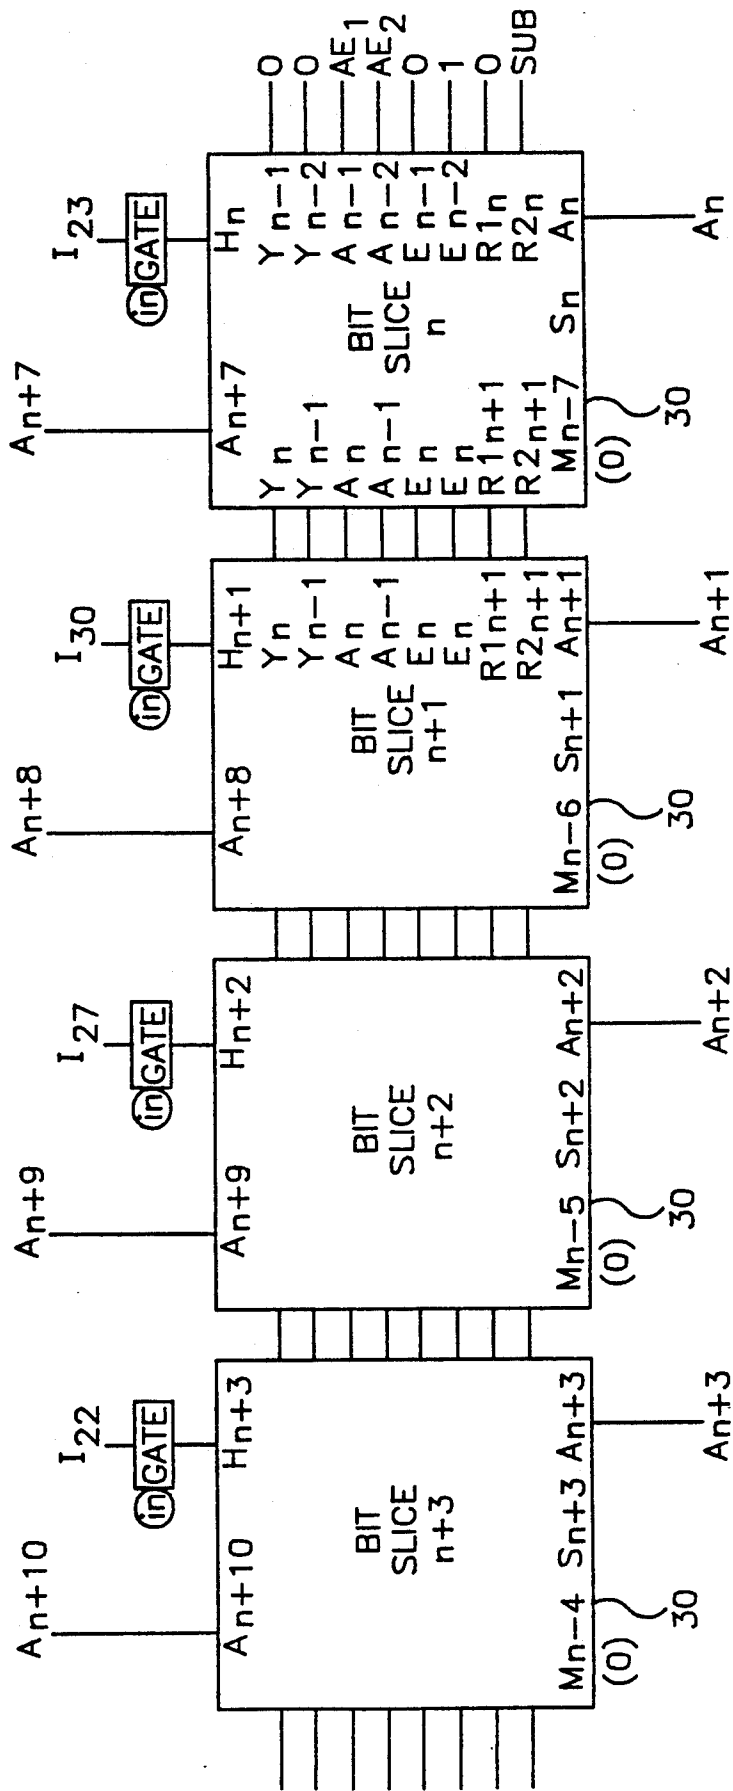 An+10
An+9
An+8
An+7
I22
I27
I30
I23
in GATE
in GATE
in GATE
in GATE
An+10 Hn+3
An+9 Hn+2
An+8 Hn+1
An+7 Hn
BIT
SLICE
n+3
BIT
SLICE
n+2
BIT
SLICE
n+1
Yn
Yn-1
An
An-1
En
En
R1n+1
R2n+1
Yn
Yn-1
An
An-1
En
En
R1n+1
R2n+1
BIT
SLICE
n
Yn-1
Yn-2
An-1
An-2
En-1
En-2
R1n
R2n
0
0
AE1
AE2
0
1
0
SUB
Mn-4 Sn+3 An+3
Mn-5 Sn+2 An+2
Mn-6 Sn+1 An+1
Mn-7 Sn An
(0)
30
(0)
30
(0)
30
(0)
30
An+3
An+2
An+1
An